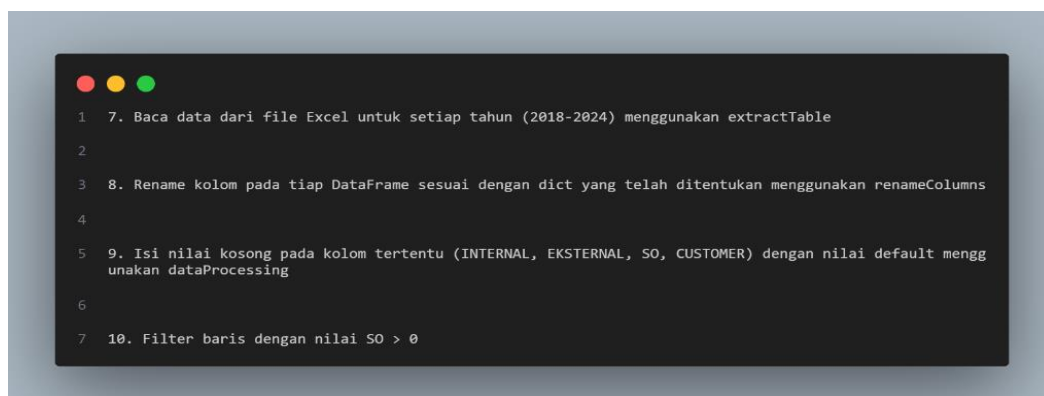 1 7. Baca data dari file Excel untuk setiap tahun (2018-2024) menggunakan extractTable
2
3 8. Rename kolom pada tiap DataFrame sesuai dengan dict yang telah ditentukan menggunakan renameColumns
4
5 9. Isi nilai kosong pada kolom tertentu (INTERNAL, EKSTERNAL, SO, CUSTOMER) dengan nilai default mengg
unakan dataProcessing
6
7 10. Filter baris dengan nilai SO > 0